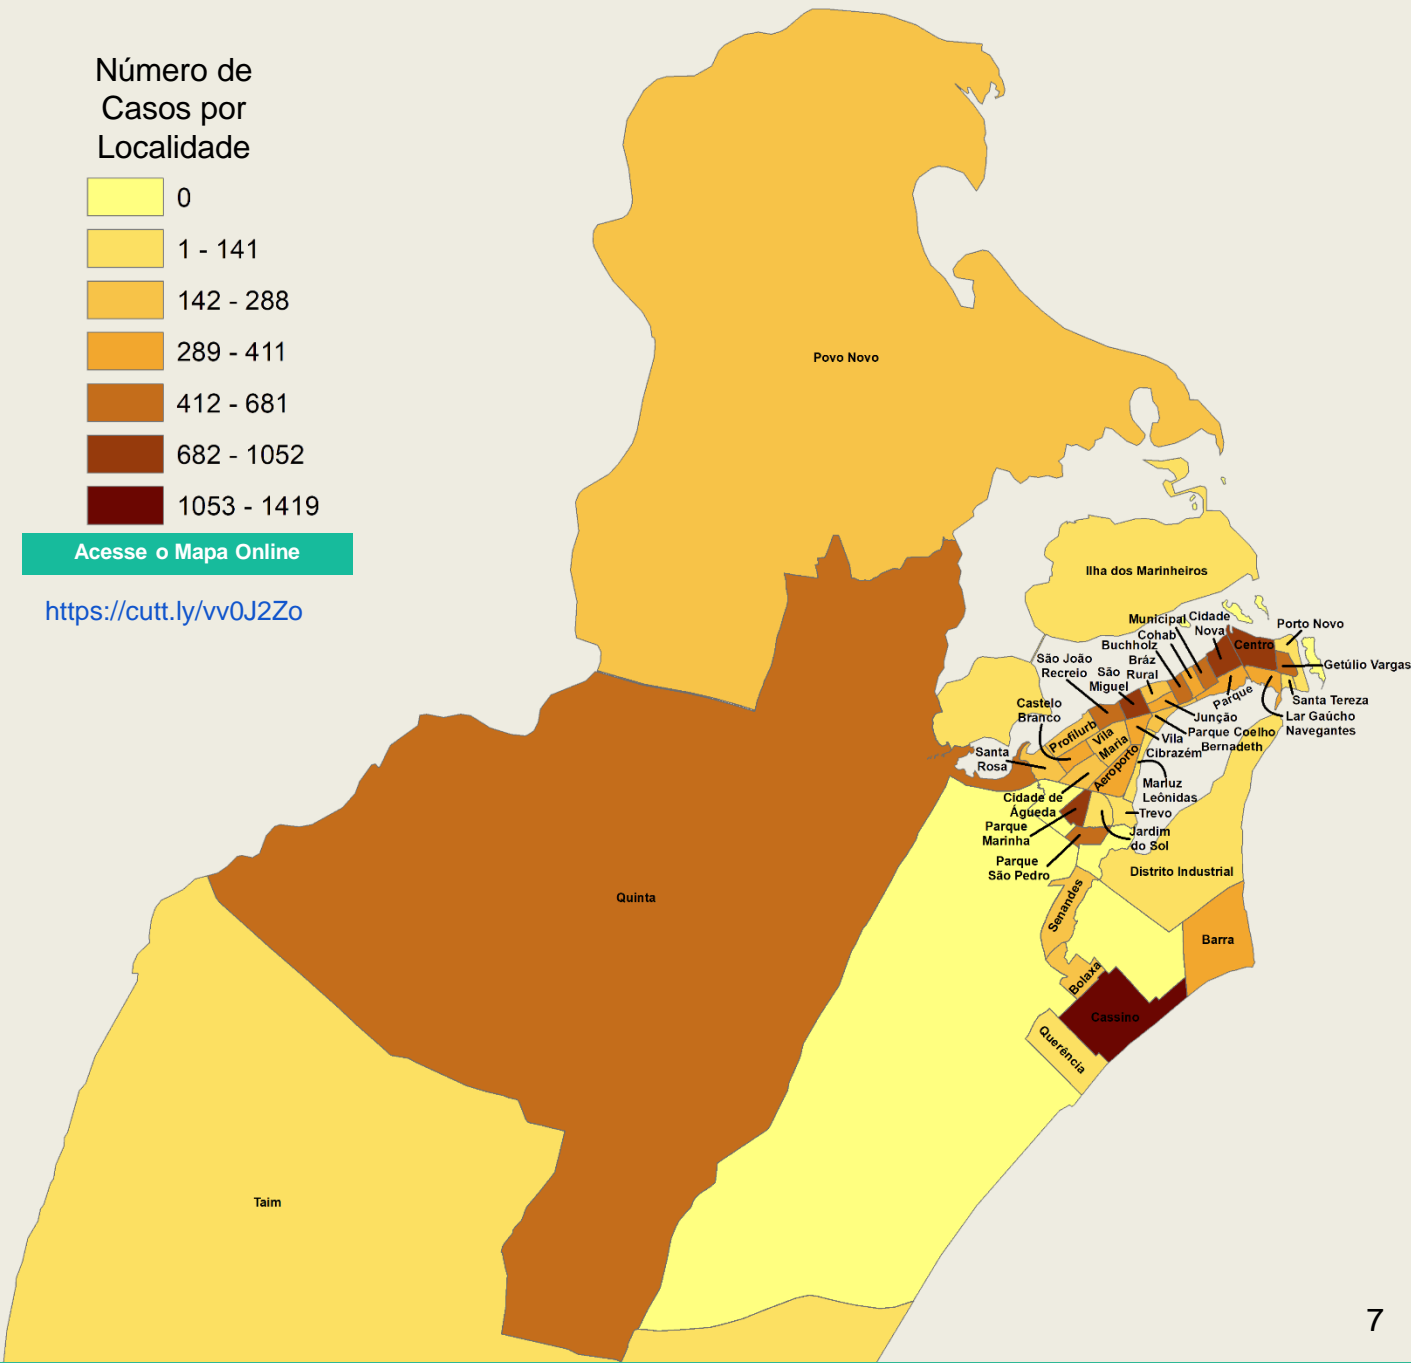 Número de
Casos por
Localidade
0
1 - 141
142 - 288
289 - 411
412 - 681
682 - 1052
1053 - 1419
Acesse o Mapa Online
https://cutt.ly/vv0J2Zo
Povo Novo
Ilha dos Marinheiros
Municipal
Cidade
Nova
Cohab
Buchholz
Centro
Porto Novo
Getúlio Vargas
São João
Recreio
Bráz
Rural
São
Miguel
Castelo
Branco
Parque
Santa Tereza
Lar Gaúcho
Navegantes
Junção
Parque Coelho
Bernadeth
Profilurb
Vila
Maria
Vila
Cibrazém
Santa
Rosa
Aeroporto
Marluz
Leônidas
Cidade de
Águeda
Trevo
Parque
Marinha
Jardim
do Sol
Parque
São Pedro
Distrito Industrial
Quinta
Senandes
Barra
Bolaxa
Cassino
Querência
Taim
7